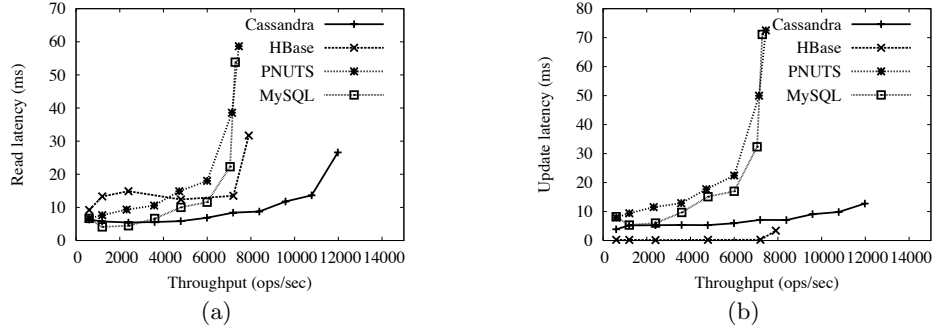 Read latency (ms)
70
60
50
40
30
20
10
0
Cassandra
HBase
PNUTS
MySQL
0 2000 4000 6000 8000 10000 12000 14000
Throughput (ops/sec)
(a)
Update latency (ms)
80
70
60
50
40
30
20
10
0
Cassandra
HBase
PNUTS
MySQL
0 2000 4000 6000 8000 10000 12000 14000
Throughput (ops/sec)
(b)